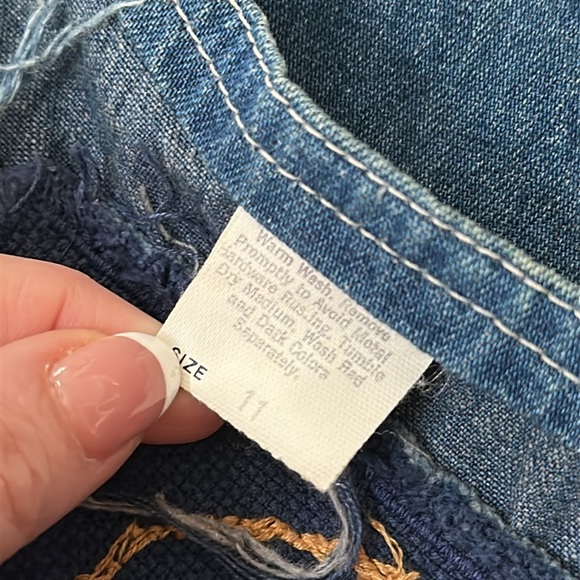 Warm Wash. Remove
Promptly to Avoid Metal
Hardware Rusting. Tumble
Dry Medium. Wash Red
and Dark Colors
Separately.
SIZE
11